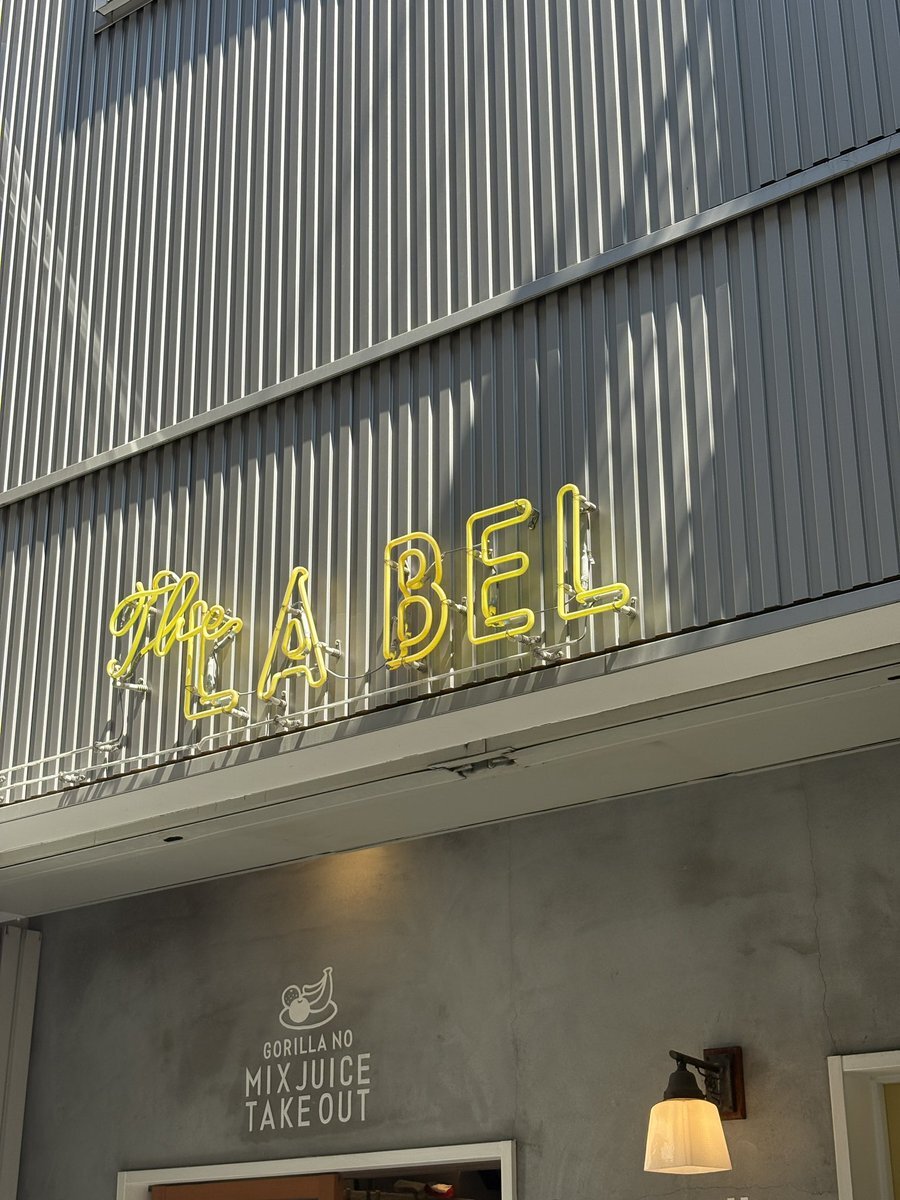 The
LABEL
GORILLA NO
MIX JUICE
TAKE OUT